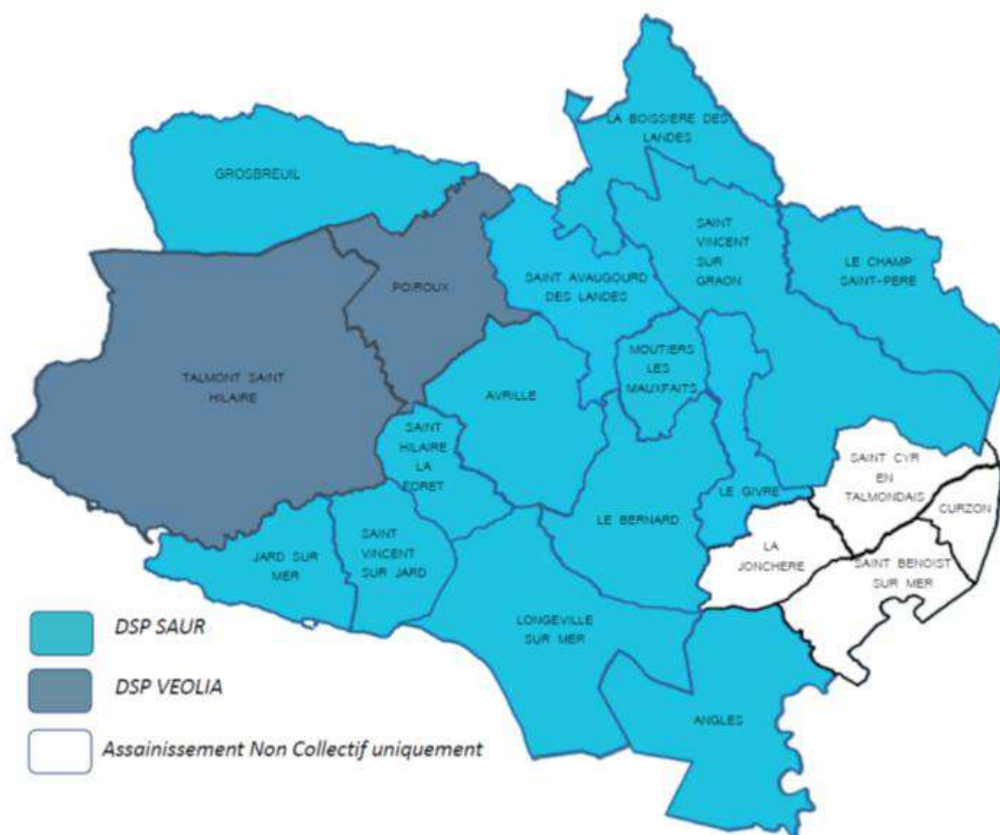 LA BOISSIERE DES
LANDES
GROSBREUIL
SAINT
VINCENT
SUR
GRAON
LE CHAMP
SAINT-PERE
SAINT AVAUGOURD
DES LANDES
POIROUX
MOUTIERS
LES
MAUXFAITS
TALMONT SAINT
HILAIRE
AVRILLE
SAINT
HILAIRE
LA
FORET
SAINT CYR
EN
TALMONDAIS
LE GIVRE
CURZON
LE BERNARD
SAINT
VINCENT
SUR JARD
JARD SUR
MER
LA
JONCHERE
SAINT BENOIST
SUR MER
LONGEVILLE
SUR MER
ANGLES
DSP SAUR
DSP VEOLIA
Assainissement Non Collectif uniquement